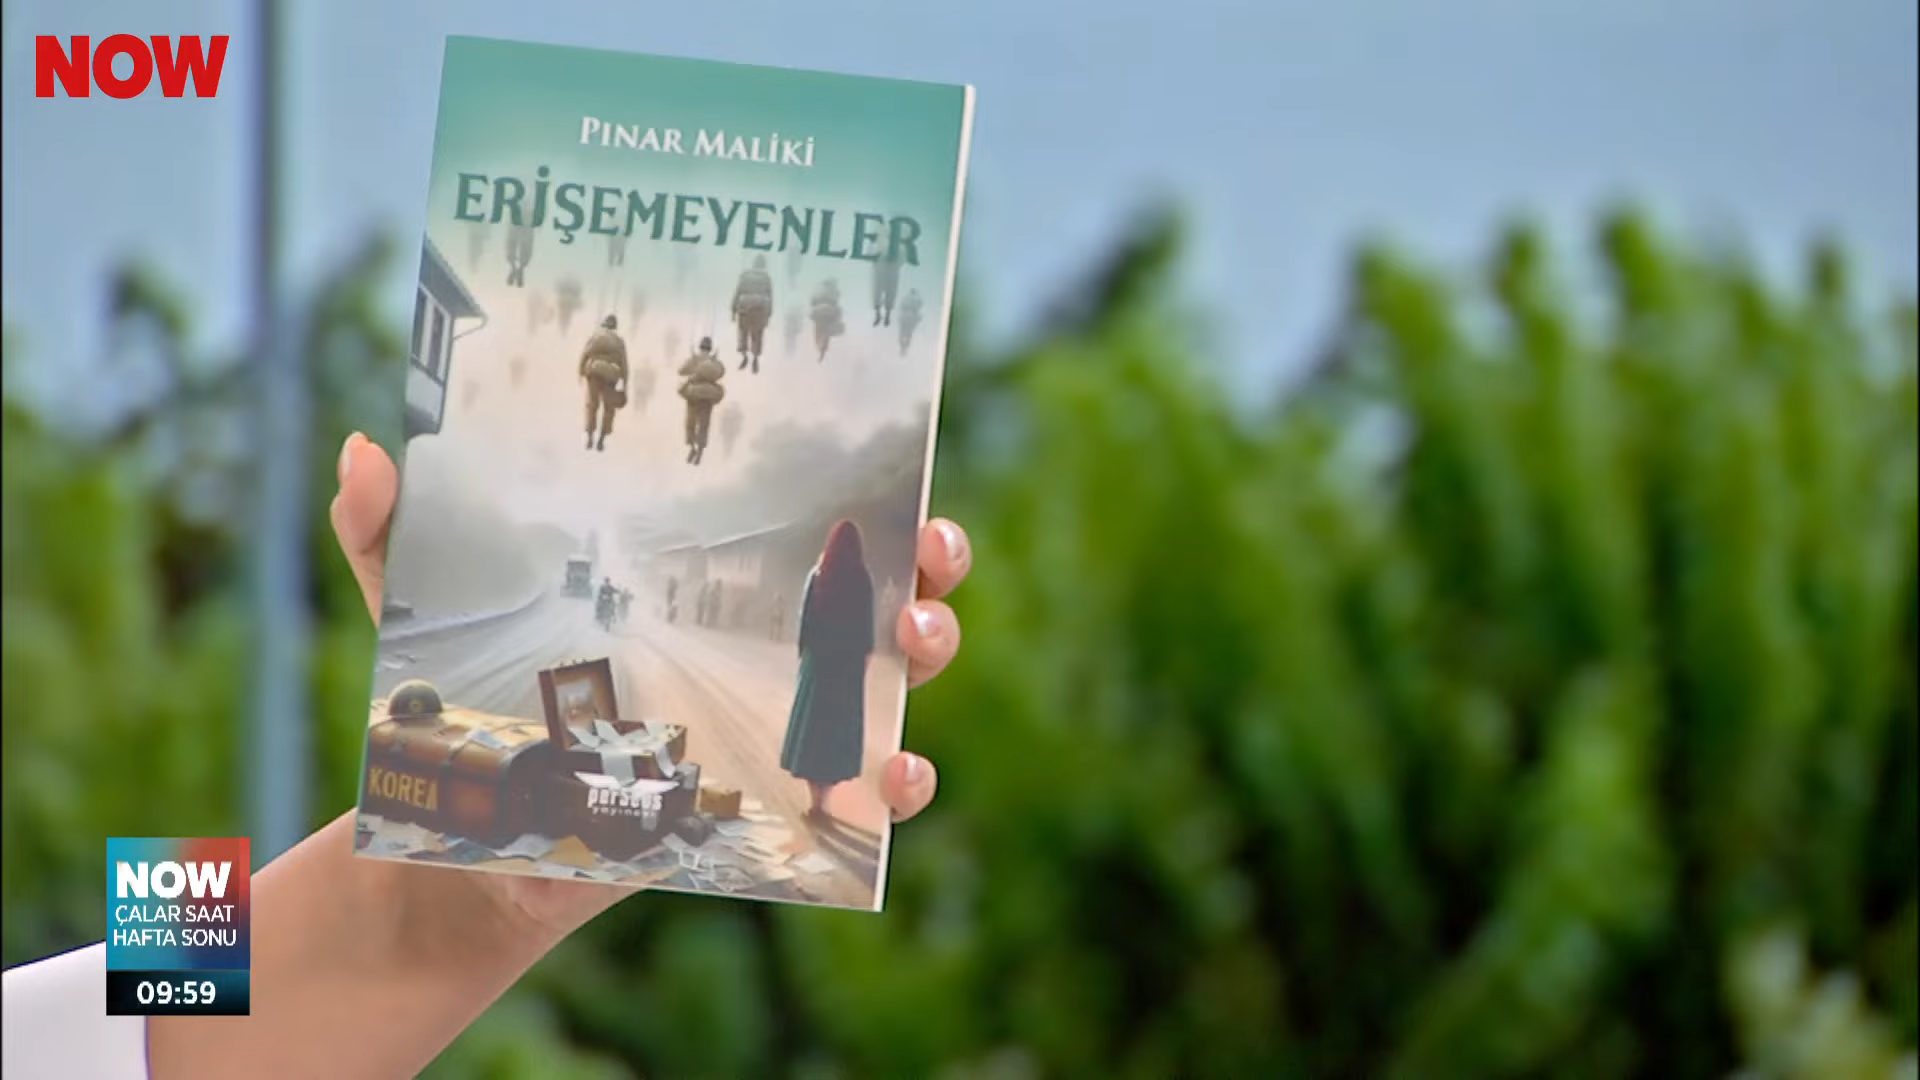 NOW
PINAR MALİKİ
ERİŞEMEYENLER
KOREA
perseus
yayınevi
NOW
ÇALAR SAAT
HAFTA SONU
09:59